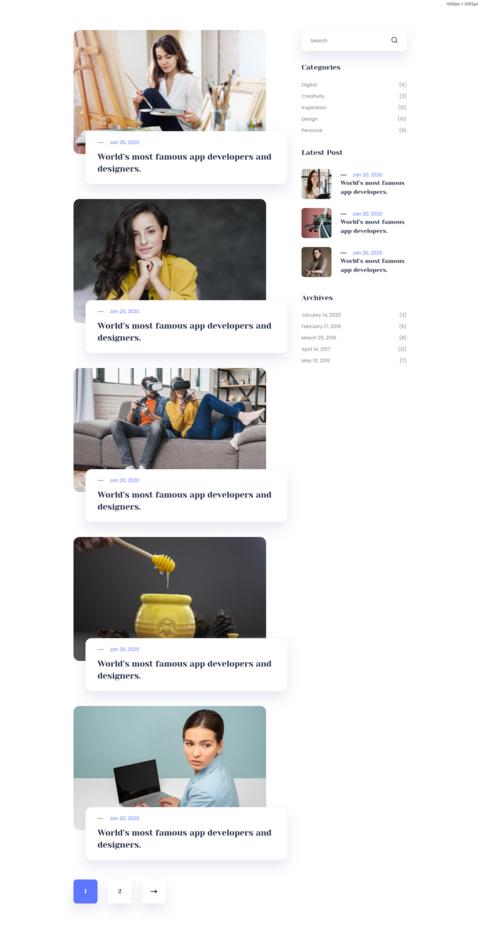 Search
Categories
Digital (5)
Creativity (3)
Inspiration (12)
Design (10)
Personal (8)
Latest Post
Jan 20, 2020
World's most famous
app developers.
Jan 20, 2020
World's most famous
app developers.
Jan 20, 2020
World's most famous
app developers.
Archives
January 14, 2020 (3)
February 17, 2019
March 25, 2018
April 14, 2017 (12)
May 10, 2016 (7)
Jan 20, 2020
World's most famous app developers and
designers.
Jan 20, 2020
World's most famous app developers and
designers.
Jan 20, 2020
World's most famous app developers and
designers.
Jan 20, 2020
World's most famous app developers and
designers.
Jan 20, 2020
World's most famous app developers and
designers.
1 2